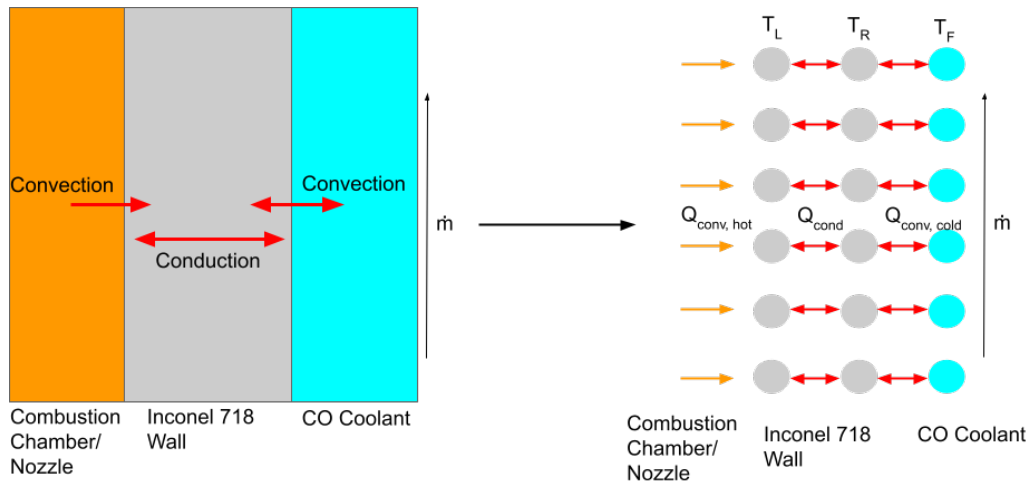 Convection
Convection
Conduction
ṁ
Combustion
Chamber/
Nozzle
Inconel 718
Wall
CO Coolant
T_L
T_R
T_F
Q_conv, hot
Q_cond
Q_conv, cold
ṁ
Combustion
Chamber/
Nozzle
Inconel 718
Wall
CO Coolant